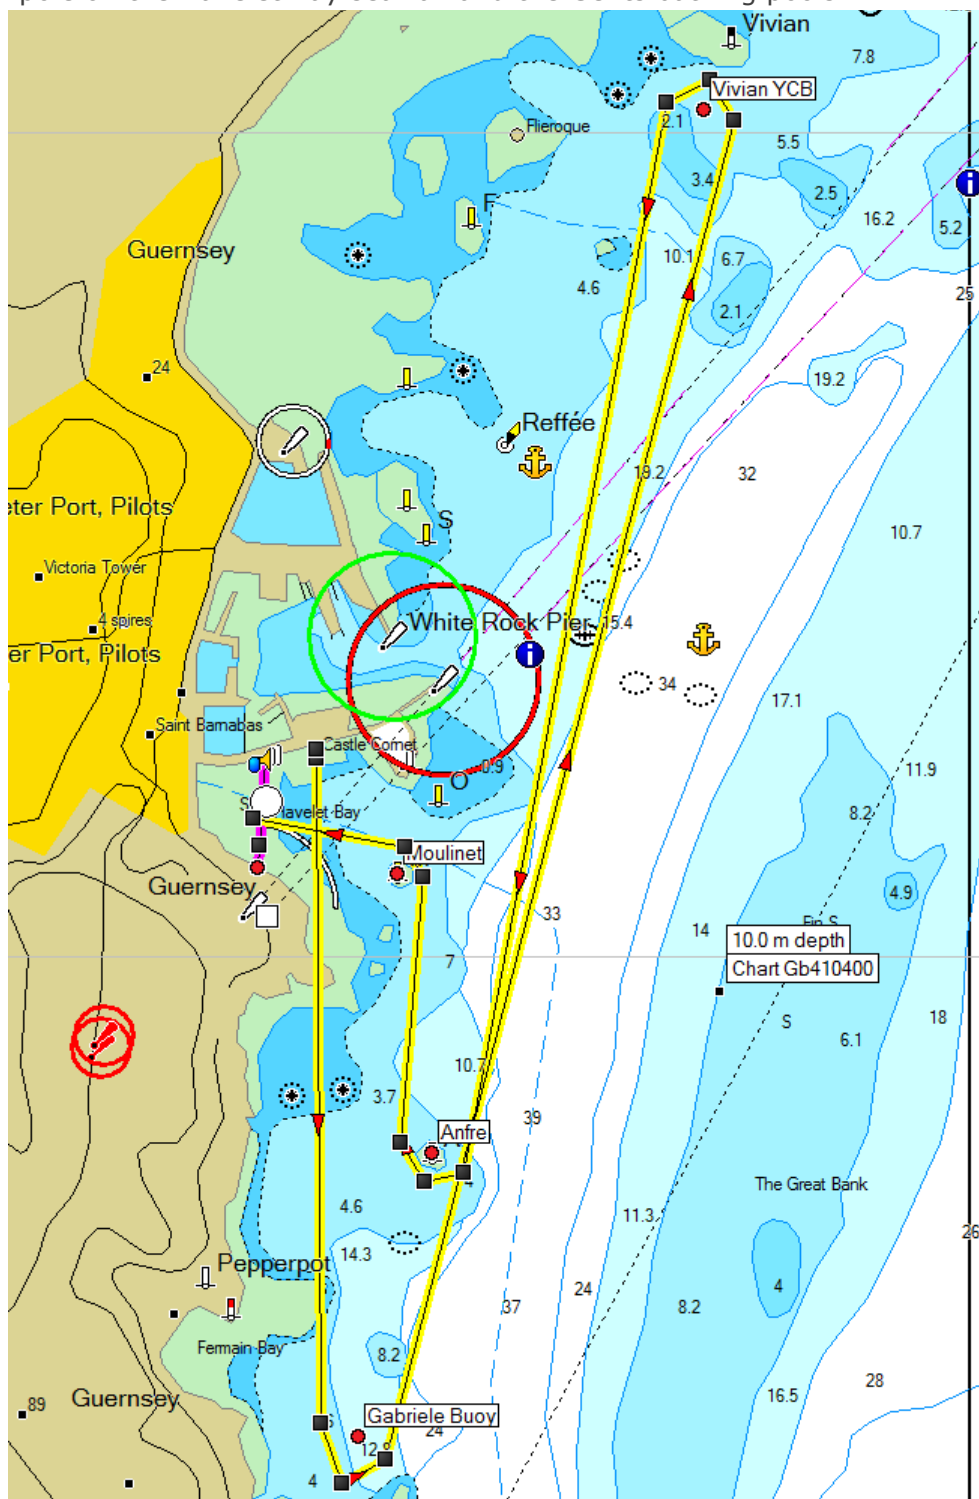 Vivian
7.8
Vivian YCB
2.1
Flieroque
5.5
3.4
2.5
F
16.2
5.2
Guernsey
10.1
6.7
4.6
25
2.1
24
19.2
Reffée
19.2
32
eter Port, Pilots
S
10.7
Victoria Tower
4 spires
White Rock Pier
15.4
er Port, Pilots
34
17.1
Saint Barnabas
Castle Cornet
0.9
11.9
O
8.2
Havelet Bay
Moulinet
Guernsey
4.9
33
14
10.0 m depth
7
Chart Gb410400
S
18
6.1
10.7
3.7
39
Anfre
4
The Great Bank
4.6
11.3
26
14.3
Pepperpot
24
4
37
8.2
Fermain Bay
8.2
28
Guernsey
16.5
89
Gabriele Buoy
24
12.8
4